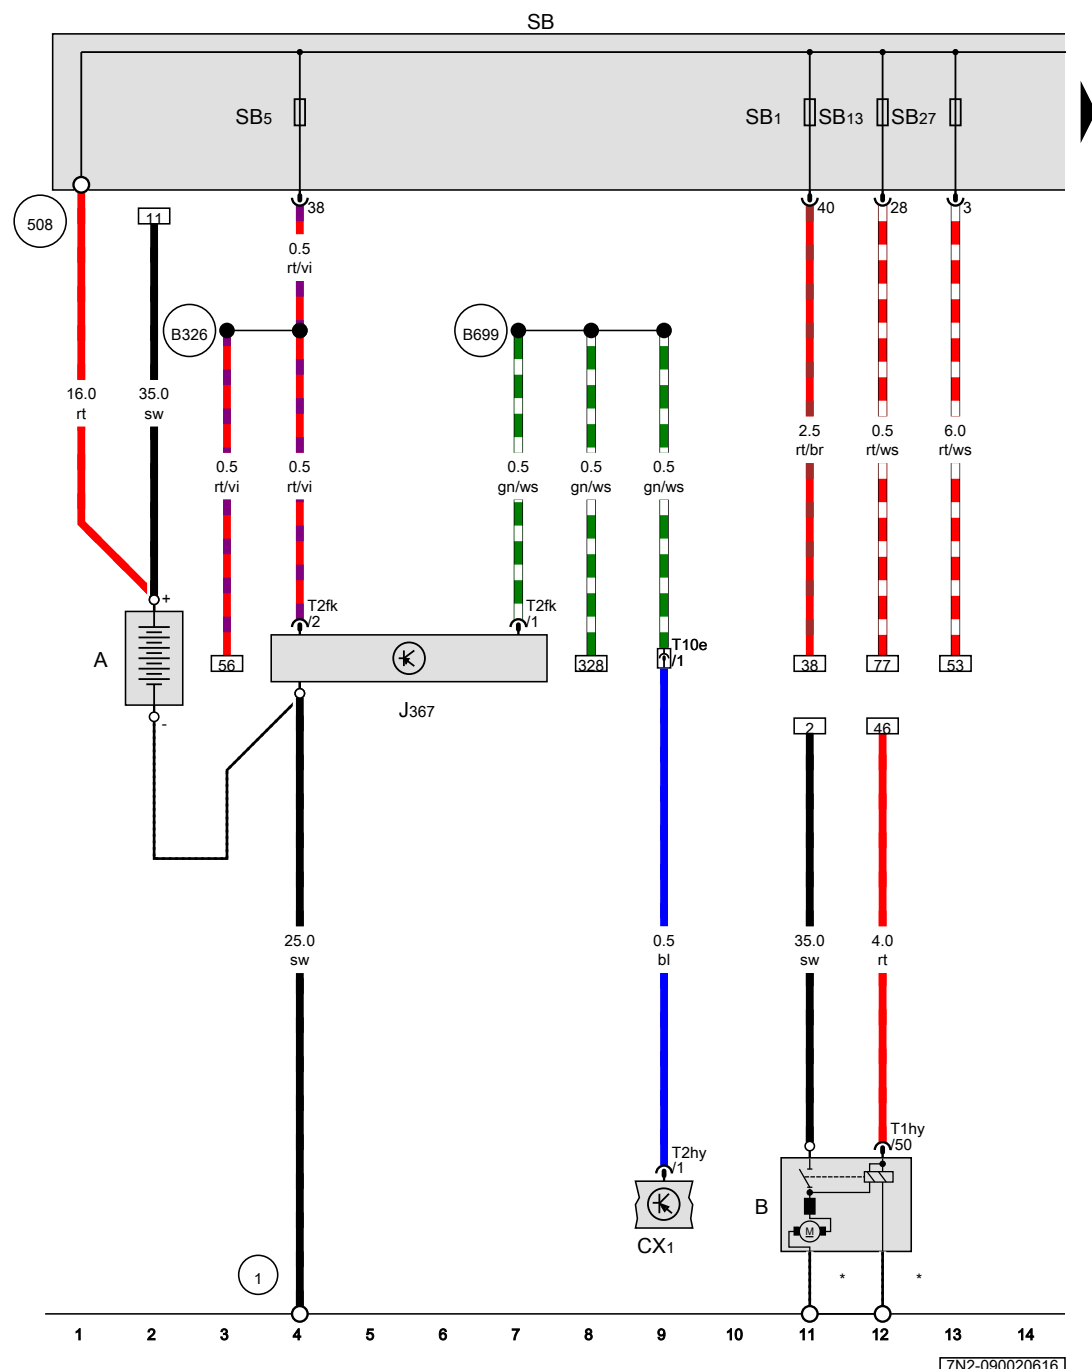 SB
SB5
SB1
SB13
SB27
508
11
38
40
28
3
0.5
rt/vi
B326
B699
16.0
rt
35.0
sw
2.5
rt/br
0.5
rt/ws
6.0
rt/ws
0.5
rt/vi
0.5
rt/vi
0.5
gn/ws
0.5
gn/ws
0.5
gn/ws
+
T2fk
/2
T2fk
/1
A
56
328
T10e
/1
38
77
53
J367
-
2
46
25.0
sw
0.5
bl
35.0
sw
4.0
rt
T1hy
/50
T2hy
/1
B
M
CX1
1
*
*
1 2 3 4 5 6 7 8 9 10 11 12 13 14
7N2-090020616